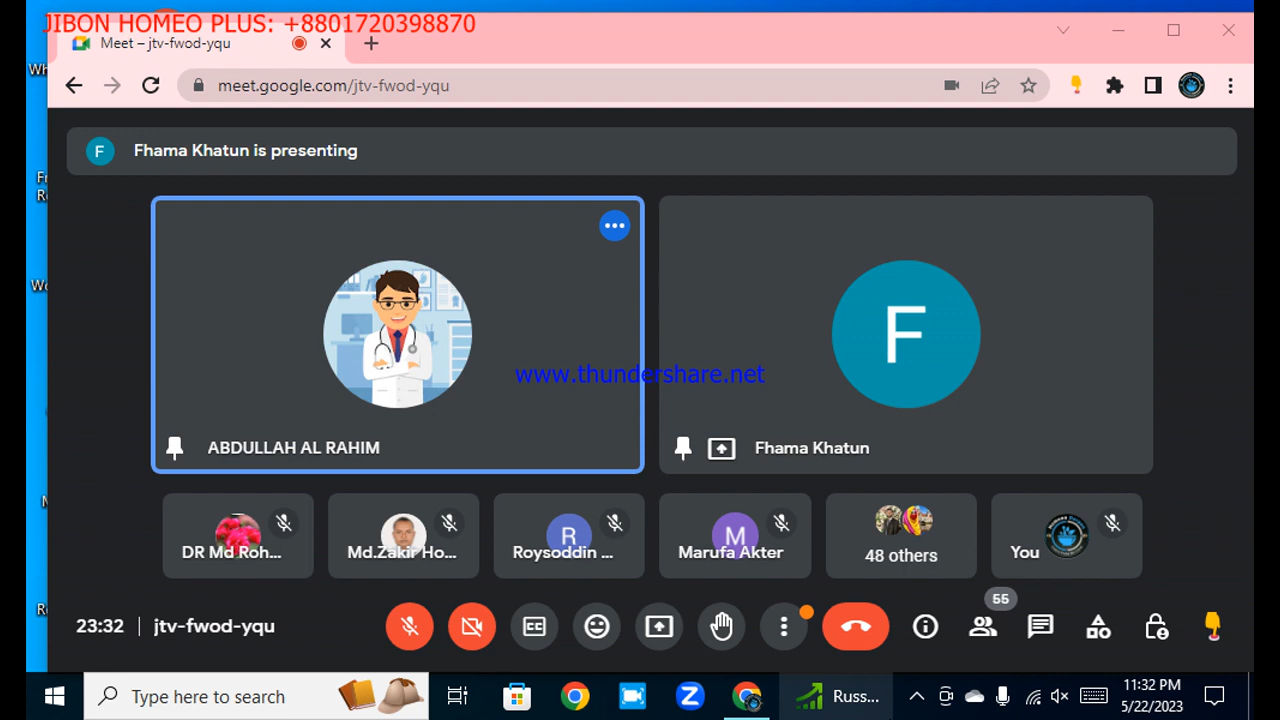 JIBON HOMEO PLUS: +8801720398870
Meet – jtv-fwod-yqu
meet.google.com/jtv-fwod-yqu
F
Fhama Khatun is presenting
F
www.thundershare.net
ABDULLAH AL RAHIM
Fhama Khatun
R
M
DR Md Roh...
Md.Zakir Ho...
Roysoddin ...
Marufa Akter
48 others
You
55
23:32 | jtv-fwod-yqu
Type here to search
Russ...
11:32 PM
5/22/2023